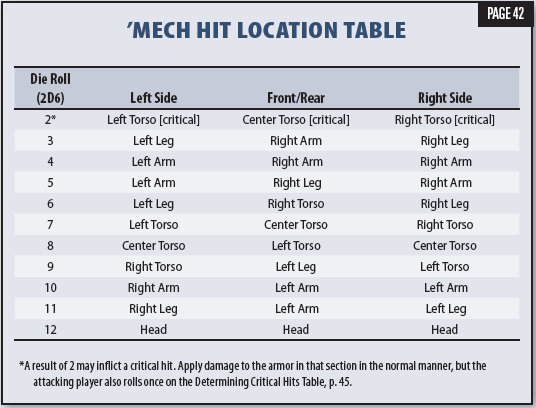 PAGE 42
'MECH HIT LOCATION TABLE
Die Roll
(2D6) Left Side Front/Rear Right Side
2* Left Torso [critical] Center Torso [critical] Right Torso [critical]
3 Left Leg Right Arm Right Leg
4 Left Arm Right Arm Right Arm
5 Left Arm Right Leg Right Arm
6 Left Leg Right Torso Right Leg
7 Left Torso Center Torso Right Torso
8 Center Torso Left Torso Center Torso
9 Right Torso Left Leg Left Torso
10 Right Arm Left Arm Left Arm
11 Right Leg Left Arm Left Leg
12 Head Head Head
*A result of 2 may inflict a critical hit. Apply damage to the armor in that section in the normal manner, but the
attacking player also rolls once on the Determining Critical Hits Table, p. 45.